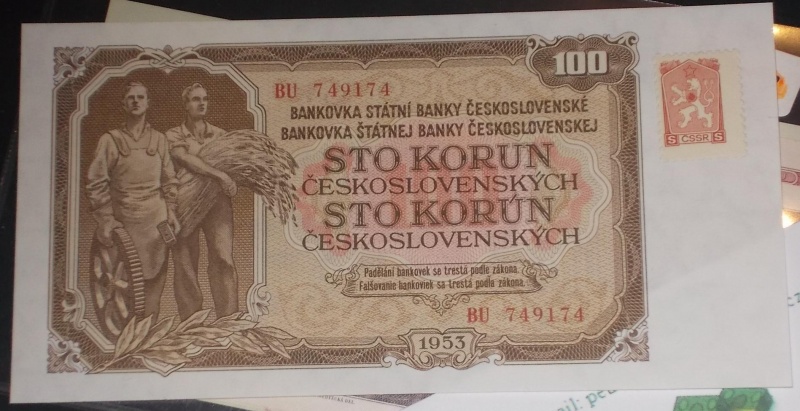 100
BU 749174
BANKOVKA STÁTNÍ BANKY ČESKOSLOVENSKÉ
BANKOVKA ŠTÁTNEJ BANKY ČESKOSLOVENSKEJ
STO KORUN
ČESKOSLOVENSKÝCH
STO KORÚN
ČESKOSLOVENSKÝCH
Padělání bankovek se trestá podle zákona.
Falšovanie bankoviek sa trestá podľa zákona.
BU 749174
1953
S ČSSR S